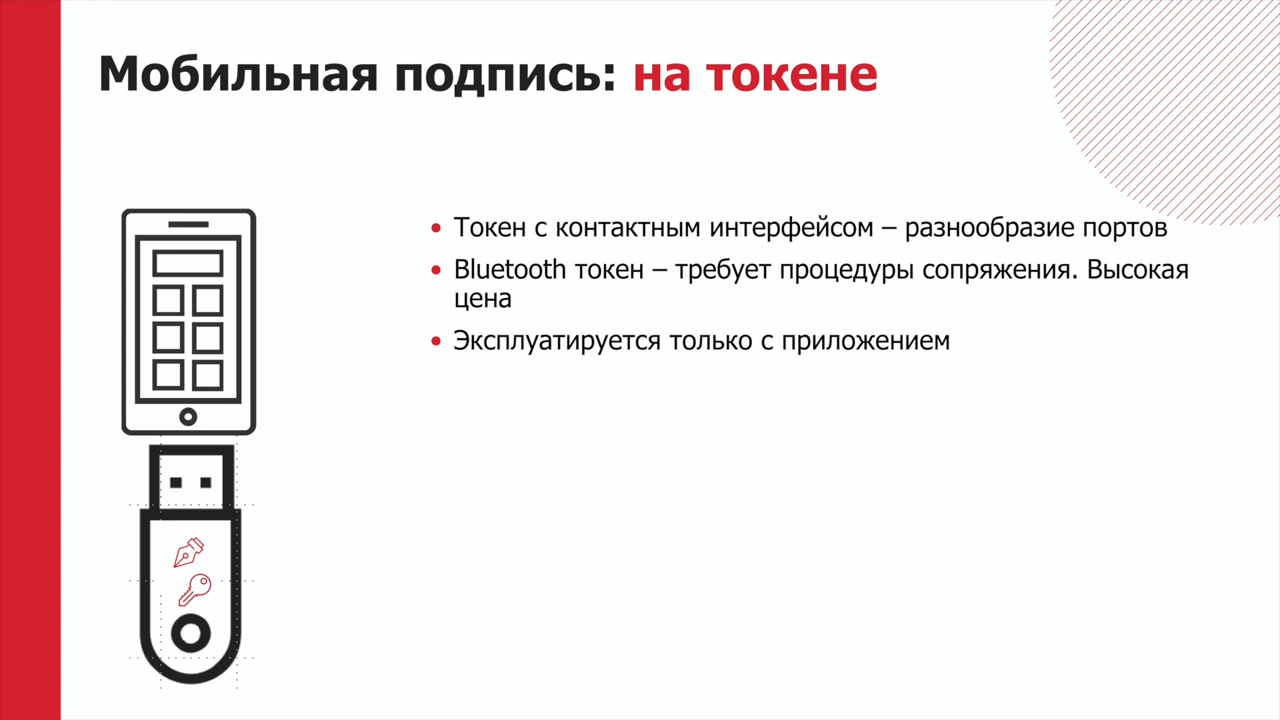 Мобильная подпись: на токене
• Токен с контактным интерфейсом – разнообразие портов
• Bluetooth токен – требует процедуры сопряжения. Высокая
цена
• Эксплуатируется только с приложением